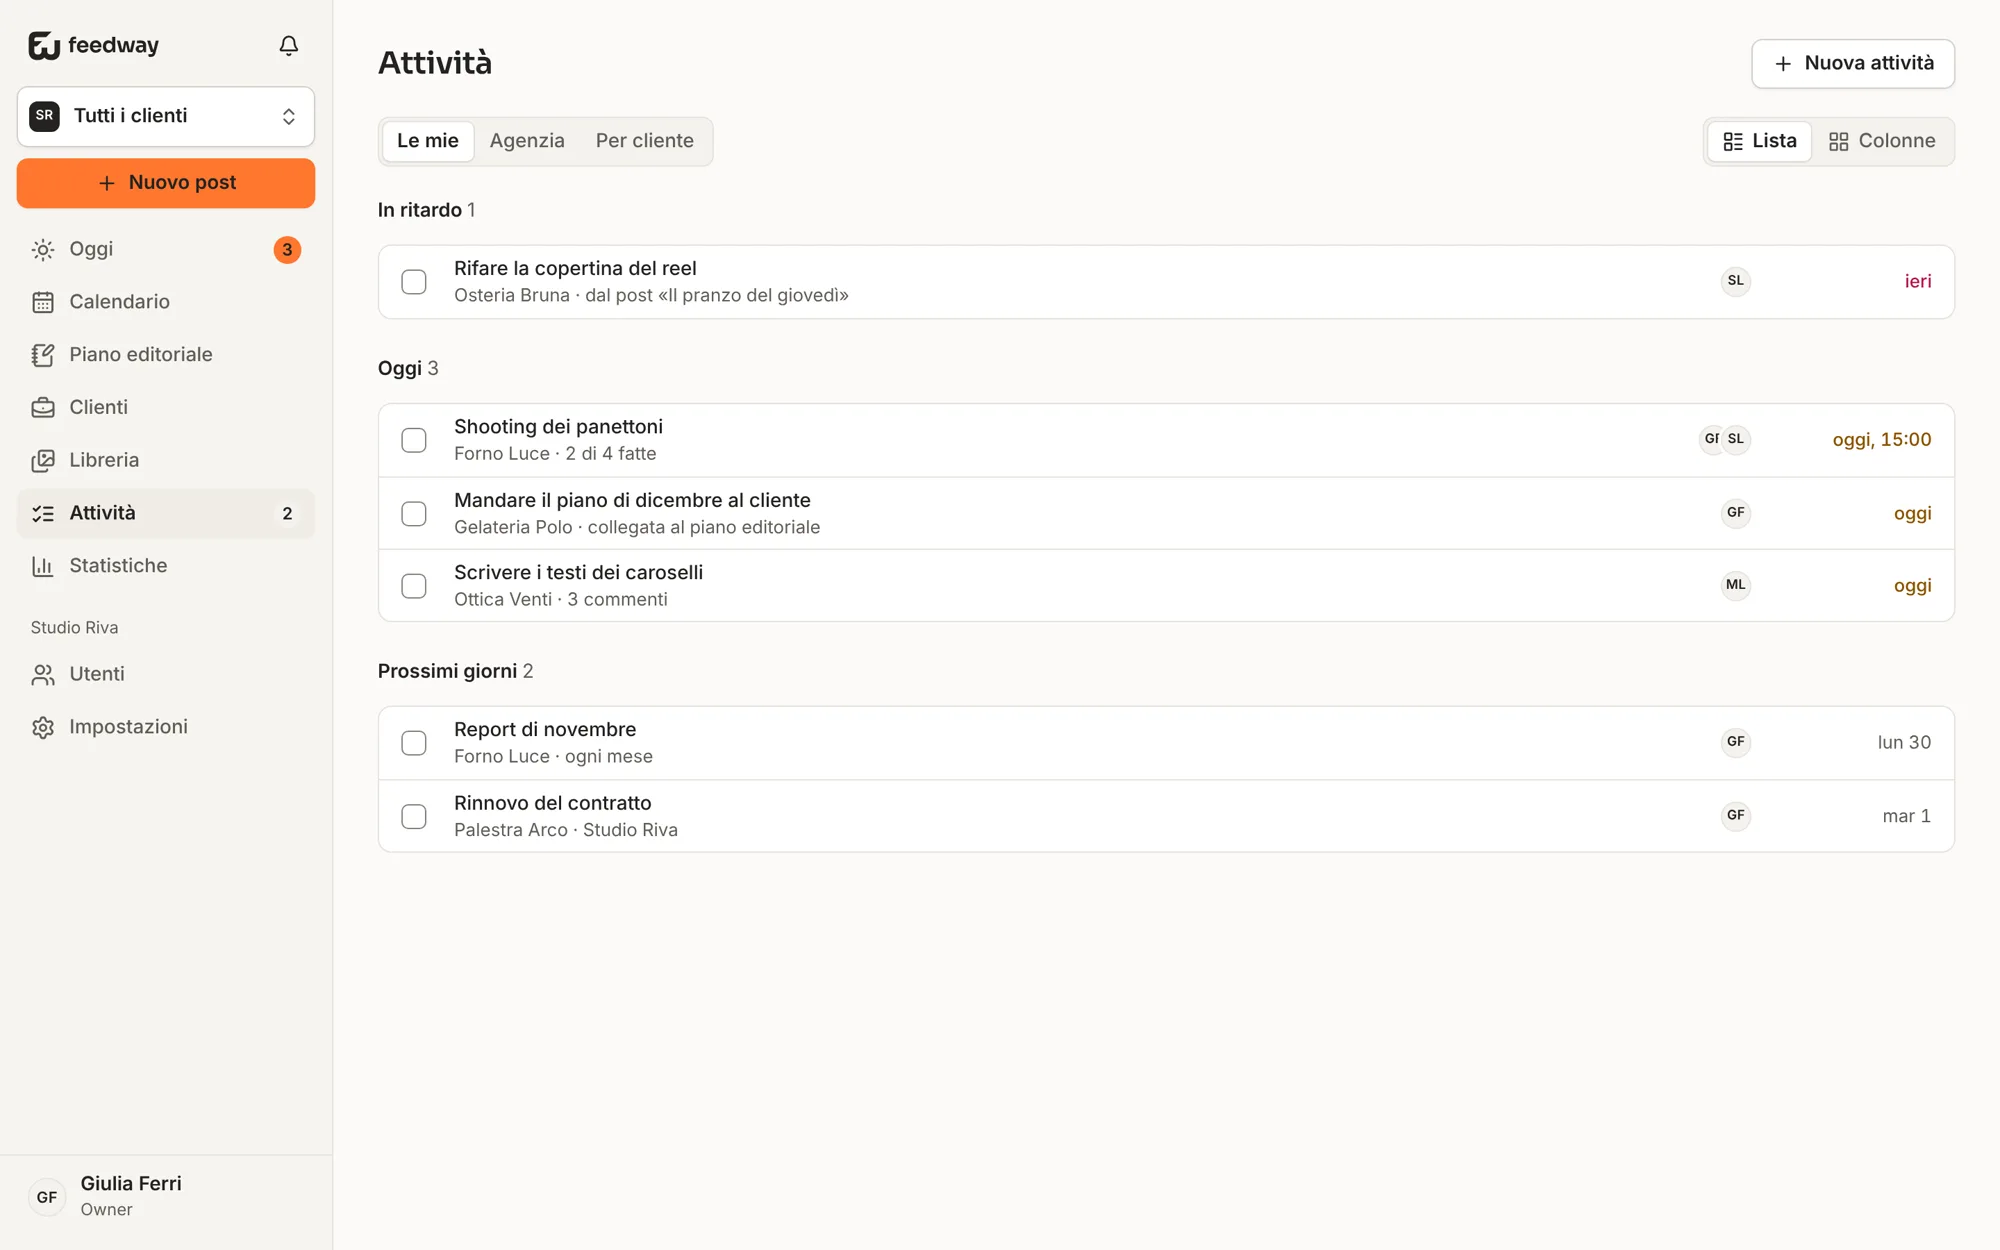 feedway
SR Tutti i clienti
Nuovo post
Oggi 3
Calendario
Piano editoriale
Clienti
Libreria
Attività 2
Statistiche
Studio Riva
Utenti
Impostazioni
GF Giulia Ferri
Owner
Attività
Nuova attività
Le mie Agenzia Per cliente
Lista Colonne
In ritardo 1
Rifare la copertina del reel
Osteria Bruna · dal post «Il pranzo del giovedì»
SL ieri
Oggi 3
Shooting dei panettoni
Forno Luce · 2 di 4 fatte
GF SL oggi, 15:00
Mandare il piano di dicembre al cliente
Gelateria Polo · collegata al piano editoriale
GF oggi
Scrivere i testi dei caroselli
Ottica Venti · 3 commenti
ML oggi
Prossimi giorni 2
Report di novembre
Forno Luce · ogni mese
GF lun 30
Rinnovo del contratto
Palestra Arco · Studio Riva
GF mar 1